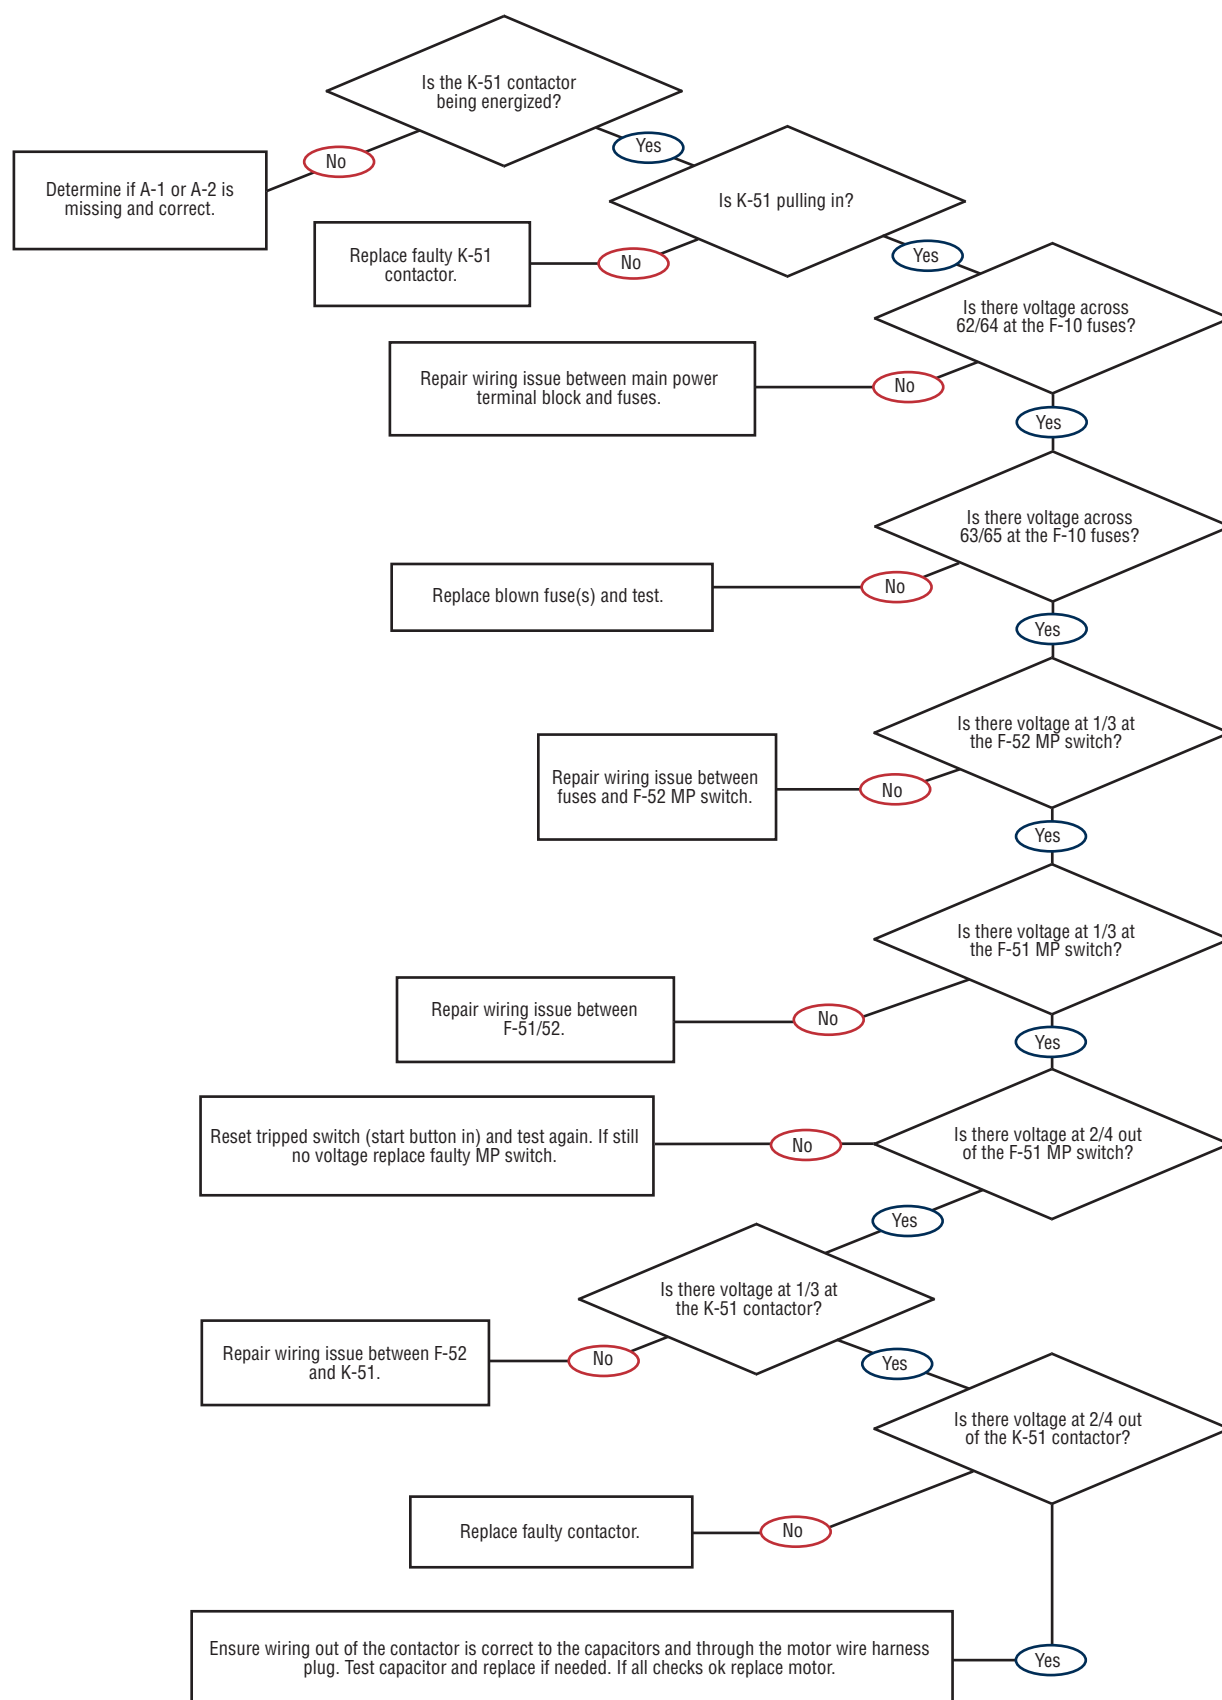 Is the K-51 contactor
being energized?
No
Yes
Determine if A-1 or A-2 is
missing and correct.
Is K-51 pulling in?
Replace faulty K-51
contactor.
No
Yes
Is there voltage across
62/64 at the F-10 fuses?
Repair wiring issue between main power
terminal block and fuses.
No
Yes
Is there voltage across
63/65 at the F-10 fuses?
Replace blown fuse(s) and test.
No
Yes
Is there voltage at 1/3 at
the F-52 MP switch?
Repair wiring issue between
fuses and F-52 MP switch.
No
Yes
Is there voltage at 1/3 at
the F-51 MP switch?
Repair wiring issue between
F-51/52.
No
Yes
Reset tripped switch (start button in) and test again. If still
no voltage replace faulty MP switch.
No
Is there voltage at 2/4 out
of the F-51 MP switch?
Yes
Is there voltage at 1/3 at
the K-51 contactor?
Repair wiring issue between F-52
and K-51.
No
Yes
Is there voltage at 2/4 out
of the K-51 contactor?
Replace faulty contactor.
No
Ensure wiring out of the contactor is correct to the capacitors and through the motor wire harness
plug. Test capacitor and replace if needed. If all checks ok replace motor.
Yes